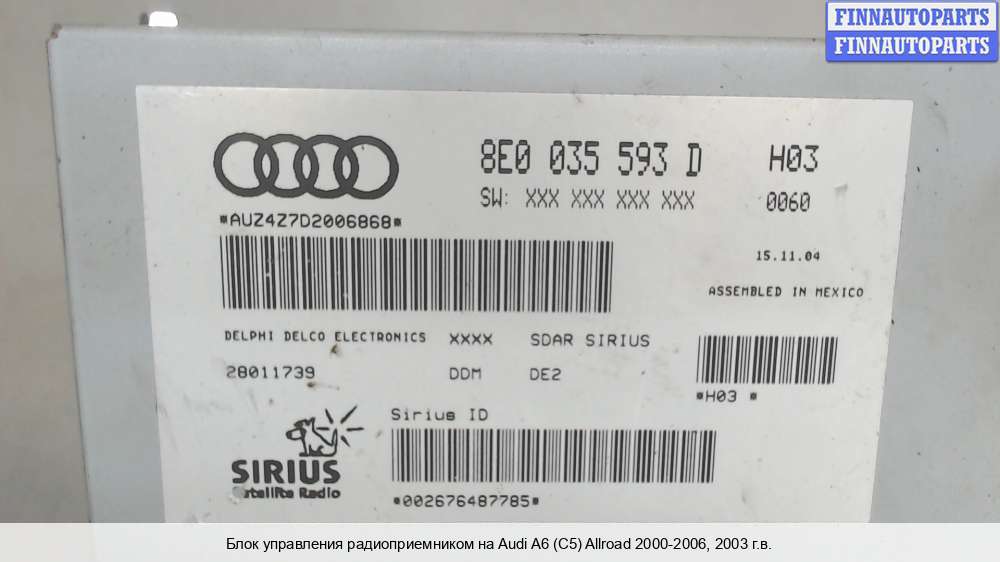 FINNAUTOPARTS
FINNAUTOPARTS
8E0 035 593 D H03
SW: XXX XXX XXX XXX 0060
*AUZ4Z7D2006868*
15.11.04
ASSEMBLED IN MEXICO
DELPHI DELCO ELECTRONICS XXXX SDAR SIRIUS
28011739 DDM DE2
*H03 *
Sirius ID
SIRIUS
Satellite Radio
*002676487785*
Блок управления радиоприемником на Audi A6 (C5) Allroad 2000-2006, 2003 г.в.